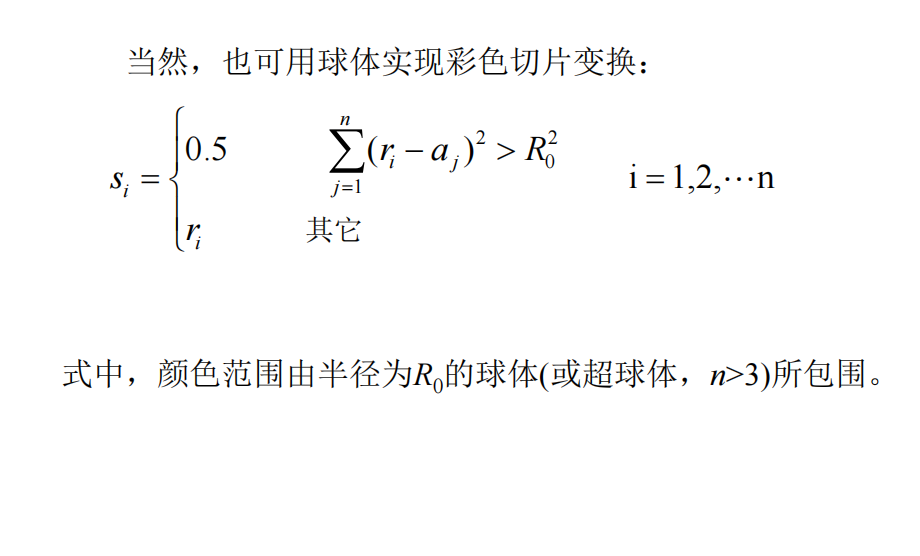 当然，也可用球体实现彩色切片变换：
s_i = { 0.5   \sum_{j=1}^{n} (r_i − a_j)^2 > R_0^2   i = 1,2,⋯n
r_i   其它
式中，颜色范围由半径为R_0的球体(或超球体，n>3)所包围。